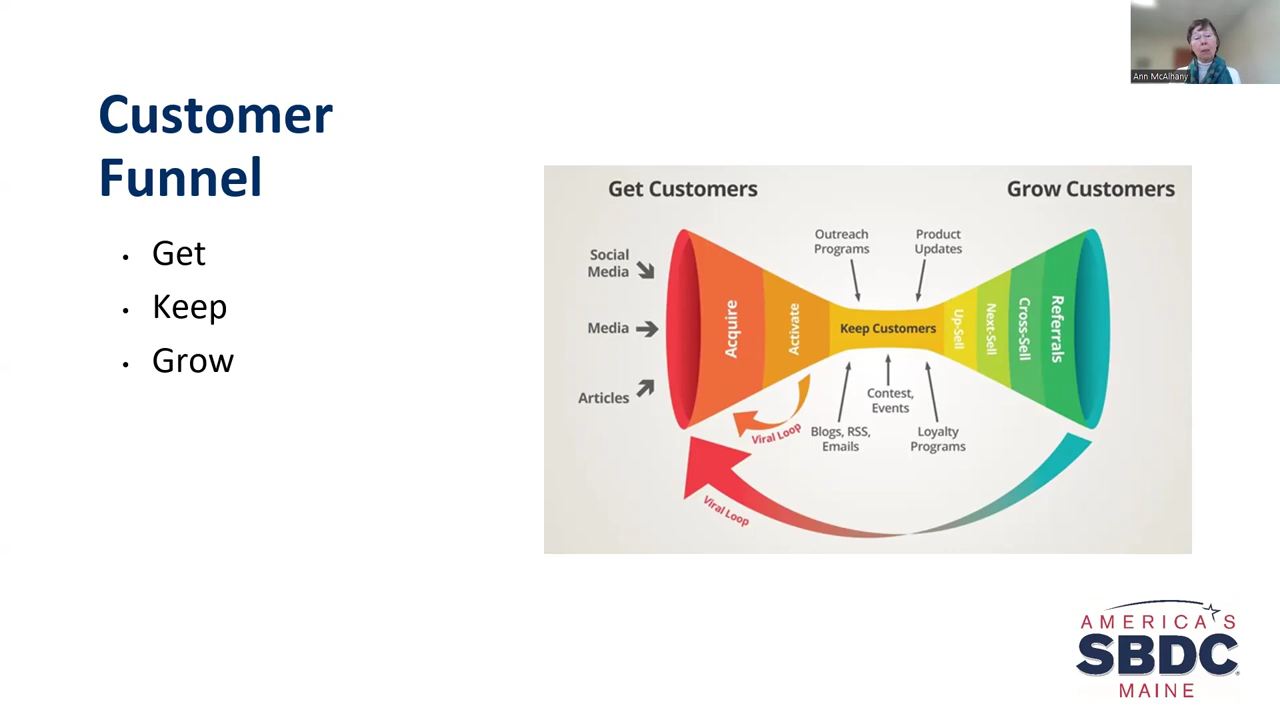 Ann McAlhany
Customer
Funnel
• Get
• Keep
• Grow
Get Customers
Grow Customers
Social
Media
Media
Articles
Outreach
Programs
Product
Updates
Acquire
Activate
Keep Customers
Up-Sell
Next-Sell
Cross-Sell
Referrals
Contest,
Events
Blogs, RSS,
Emails
Loyalty
Programs
Viral Loop
Viral Loop
AMERICA'S
SBDC
MAINE